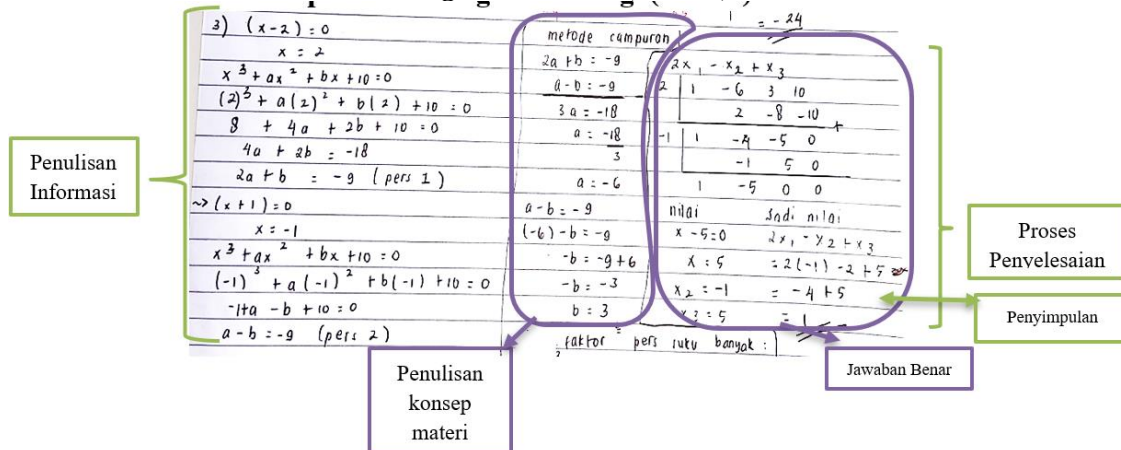 = -24
3) (x-2) = 0
x = 2
x³ + ax² + bx + 10 = 0
(2)³ + a(2)² + b(2) + 10 = 0
8 + 4a + 2b + 10 = 0
4a + 2b = -18
2a + b = -9 (pers 1)
~> (x+1) = 0
x = -1
x³ + ax² + bx + 10 = 0
(-1)³ + a(-1)² + b(-1) + 10 = 0
-1+a - b + 10 = 0
a - b = -9 (pers 2)
metode campuran
2a + b = -9
a - b = -9
3a = -18
a = -18
3
a = -6
a - b = -9
(-6) - b = -9
-b = -9+6
-b = -3
b = 3
faktor² pers suku banyak :
2x₁ - x₂ + x₃
2 | 1 -6 3 10
2 -8 -10 +
-1 | 1 -4 -5 0
-1 5 0
1 -5 0 0
nilai
x - 5 = 0
x = 5
x₂ = -1
x₃ = 5
Jadi nilai
2x₁ - x₂ + x₃
= 2(-1) - 2 + 5
= -4 + 5
= 1
Penulisan
Informasi
Penulisan
konsep
materi
Proses
Penyelesaian
Penyimpulan
Jawaban Benar